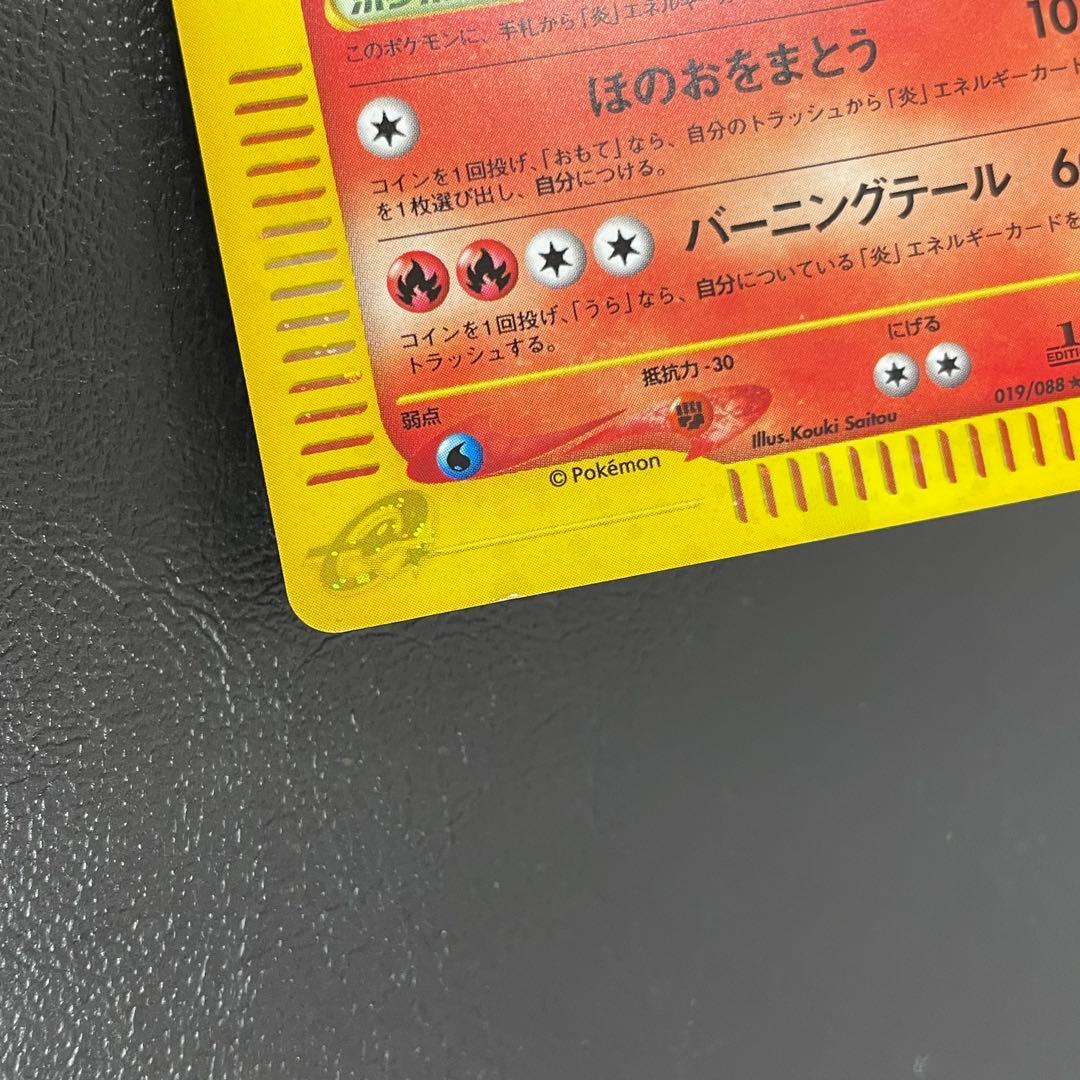 このポケモンに、手札から「炎」エネルギーカー
ほのおをまとう 10
コインを1回投げ、「おもて」なら、自分のトラッシュから「炎」エネルギーカード
を1枚選び出し、自分につける。
バーニングテール 6
コインを1回投げ、「うら」なら、自分についている「炎」エネルギーカードを
トラッシュする。
弱点 抵抗力-30 にげる
1
EDITI
Illus.Kouki Saitou 019/088★
© Pokémon